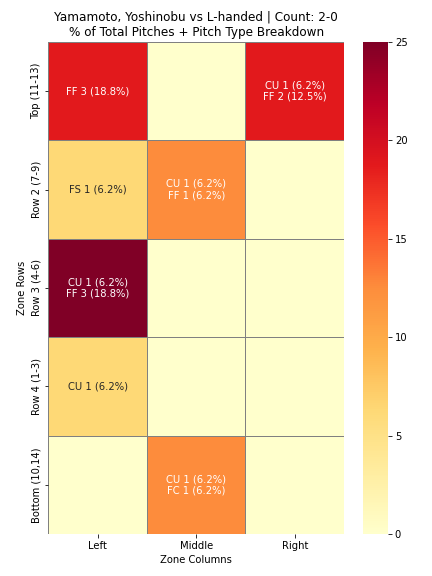 Yamamoto, Yoshinobu vs L-handed | Count: 2-0
% of Total Pitches + Pitch Type Breakdown
Top (11-13)
FF 3 (18.8%)
CU 1 (6.2%)
FF 2 (12.5%)
Row 2 (7-9)
FS 1 (6.2%)
CU 1 (6.2%)
FF 1 (6.2%)
Zone Rows
Row 3 (4-6)
CU 1 (6.2%)
FF 3 (18.8%)
Row 4 (1-3)
CU 1 (6.2%)
Bottom (10,14)
CU 1 (6.2%)
FC 1 (6.2%)
Left
Middle
Right
Zone Columns
25
20
15
10
5
0